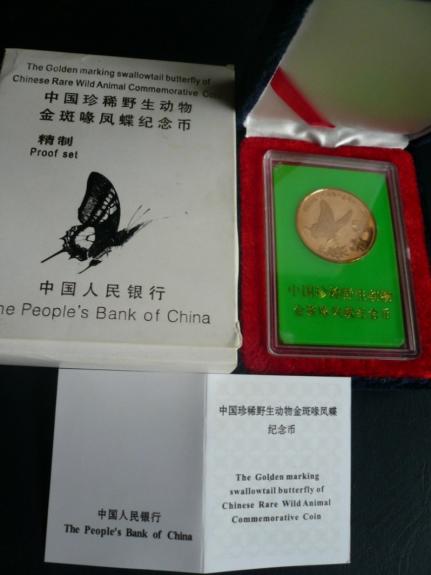 The Golden marking swallowtail butterfly of
Chinese Rare Wild Animal Commemorative Coin
中国珍稀野生动物
金斑喙凤蝶纪念币
精制
Proof set
中国人民银行
The People's Bank of China
中国珍稀野生动物
金斑喙凤蝶纪念币
中国珍稀野生动物金斑喙凤蝶
纪念币
The Golden marking
swallowtail butterfly of
Chinese Rare Wild Animal
Commemorative Coin
中国人民银行
The People's Bank of China